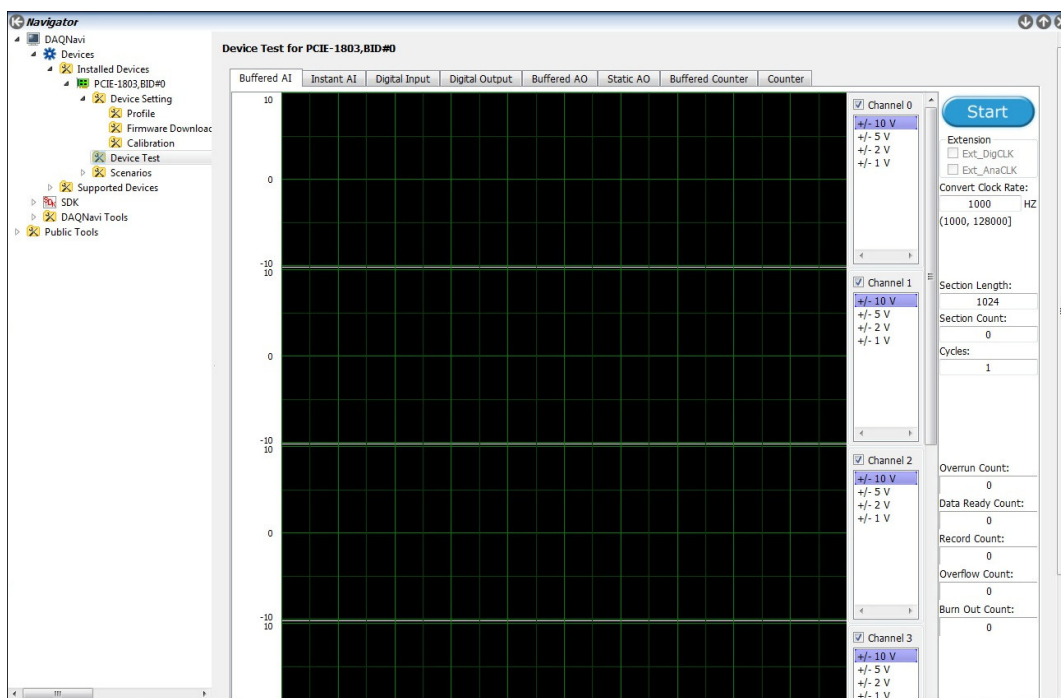 Navigator
DAQNavi
Devices
Installed Devices
PCIE-1803,BID#0
Device Setting
Profile
Firmware Downloac
Calibration
Device Test
Scenarios
Supported Devices
SDK
DAQNavi Tools
Public Tools
Device Test for PCIE-1803,BID#0
Buffered AI Instant AI Digital Input Digital Output Buffered AO Static AO Buffered Counter Counter
10
0
-10
Channel 0
+/- 10 V
+/- 5 V
+/- 2 V
+/- 1 V
10
0
-10
Channel 1
+/- 10 V
+/- 5 V
+/- 2 V
+/- 1 V
10
0
-10
Channel 2
+/- 10 V
+/- 5 V
+/- 2 V
+/- 1 V
10
Channel 3
+/- 10 V
+/- 5 V
+/- 2 V
+/- 1 V
Start
Extension
Ext_DigCLK
Ext_AnaCLK
Convert Clock Rate:
1000 HZ
(1000, 128000]
Section Length:
1024
Section Count:
0
Cycles:
1
Overrun Count:
0
Data Ready Count:
0
Record Count:
0
Overflow Count:
0
Burn Out Count:
0